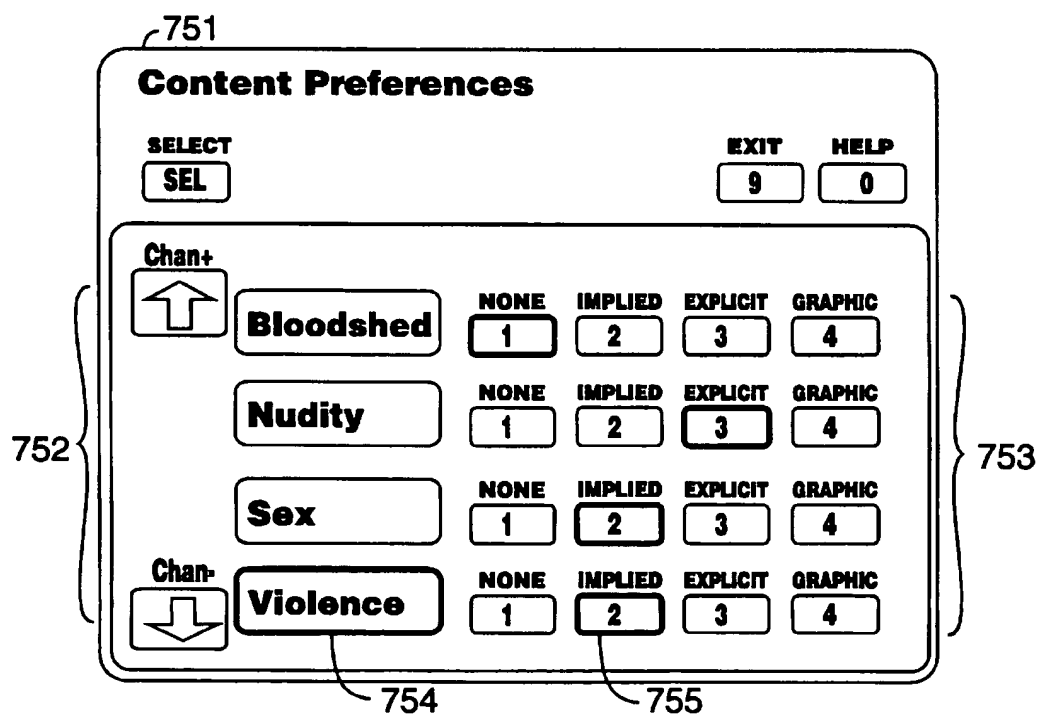 751
Content Preferences
SELECT EXIT HELP
SEL 9 0
Chan+
NONE IMPLIED EXPLICIT GRAPHIC
Bloodshed 1 2 3 4
NONE IMPLIED EXPLICIT GRAPHIC
Nudity 1 2 3 4
752 753
NONE IMPLIED EXPLICIT GRAPHIC
Sex 1 2 3 4
Chan-
NONE IMPLIED EXPLICIT GRAPHIC
Violence 1 2 3 4
754 755